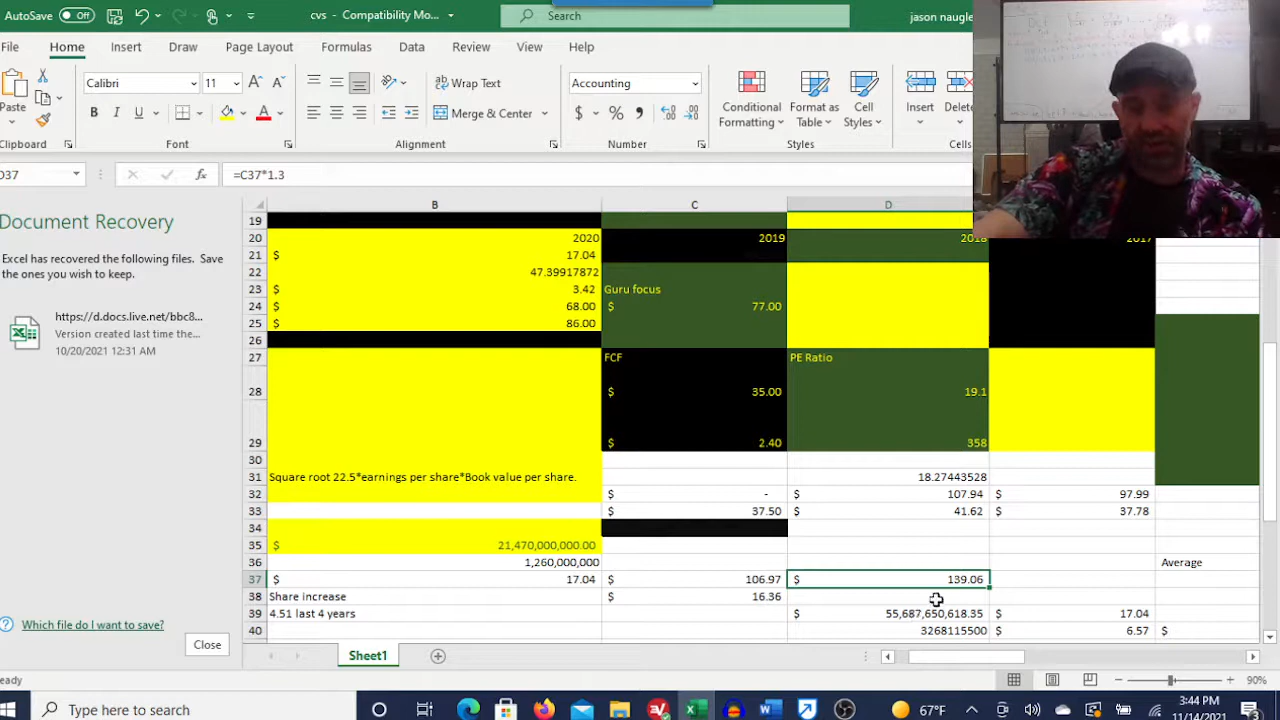 AutoSave Off cvs - Compatibility Mo... Search jason naugle
File Home Insert Draw Page Layout Formulas Data Review View Help
Paste Calibri 11 Wrap Text Accounting Conditional Format as Cell Insert Delete
B I U Merge & Center $ % Formatting Table Styles
Clipboard Font Alignment Number Styles Cells
D37 =C37*1.3
Document Recovery
Excel has recovered the following files. Save
the ones you wish to keep.
https://d.docs.live.net/bbc8...
Version created last time the...
10/20/2021 12:31 AM
Which file do I want to save?
Close
B C D
19
20 2020 2019 2018 2017
21 $ 17.04
22 47.39917872
23 $ 3.42 Guru focus
24 $ 68.00 $ 77.00
25 $ 86.00
26
27 FCF PE Ratio
28 $ 35.00 19.1
29 $ 2.40 358
30
31 Square root 22.5*earnings per share*Book value per share. 18.27443528
32 $ - $ 107.94 $ 97.99
33 $ 37.50 $ 41.62 $ 37.78
34
35 $ 21,470,000,000.00
36 1,260,000,000 Average
37 $ 17.04 $ 106.97 $ 139.06
38 Share increase $ 16.36
39 4.51 last 4 years $ 55,687,650,618.35 $ 17.04
40 3268115500 $ 6.57 $
Sheet1
Ready 90%
Type here to search 67°F 3:44 PM
11/14/2021